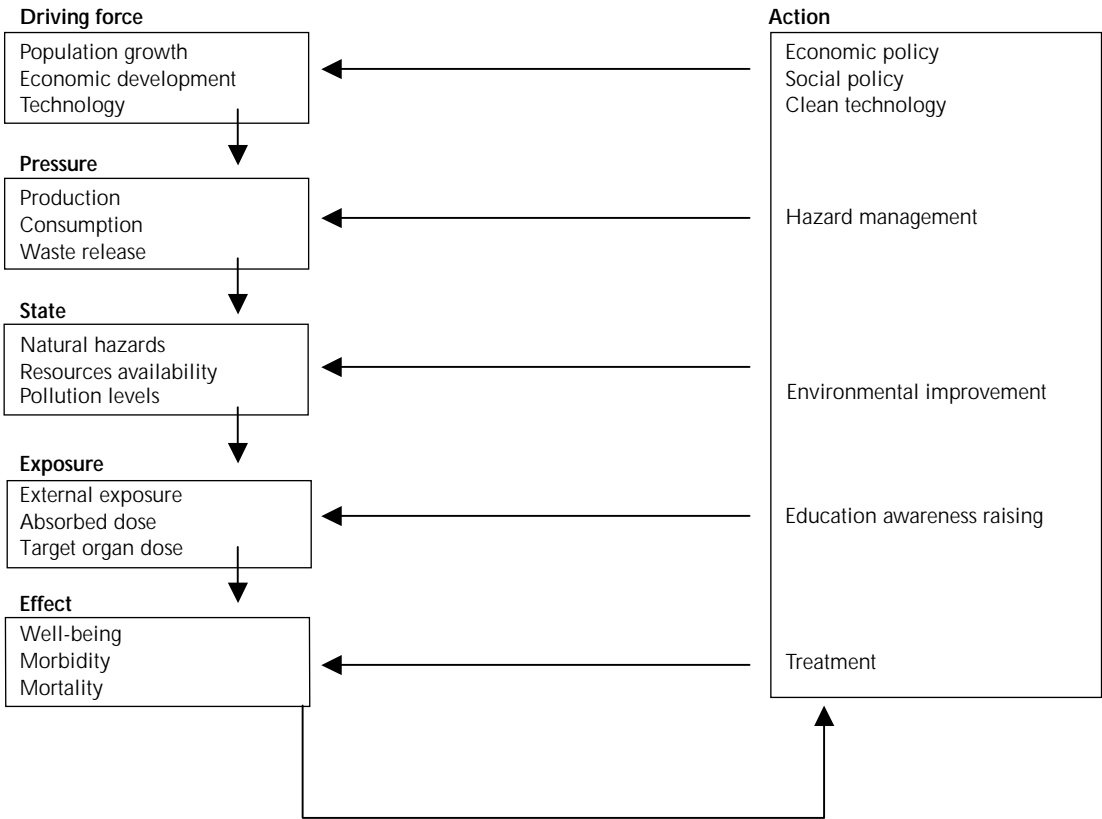 Driving force
Population growth
Economic development
Technology
Pressure
Production
Consumption
Waste release
State
Natural hazards
Resources availability
Pollution levels
Exposure
External exposure
Absorbed dose
Target organ dose
Effect
Well-being
Morbidity
Mortality
Action
Economic policy
Social policy
Clean technology
Hazard management
Environmental improvement
Education awareness raising
Treatment